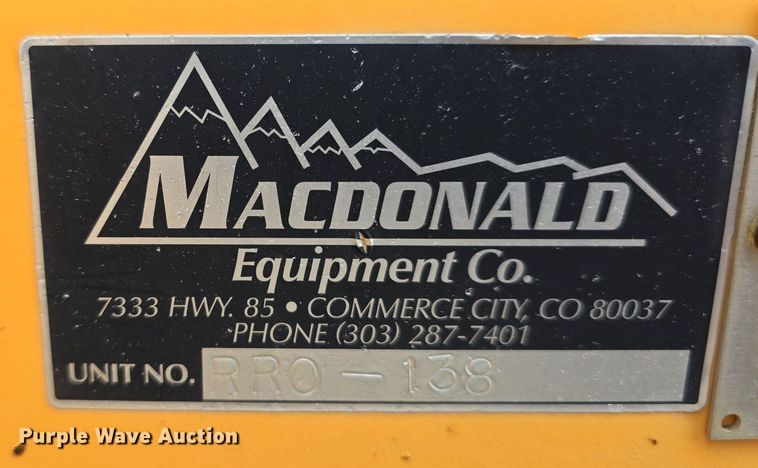 MACDONALD
Equipment Co.
7333 HWY. 85 • COMMERCE CITY, CO 80037
PHONE (303) 287-7401
UNIT NO. RRO-138
Purple Wave Auction